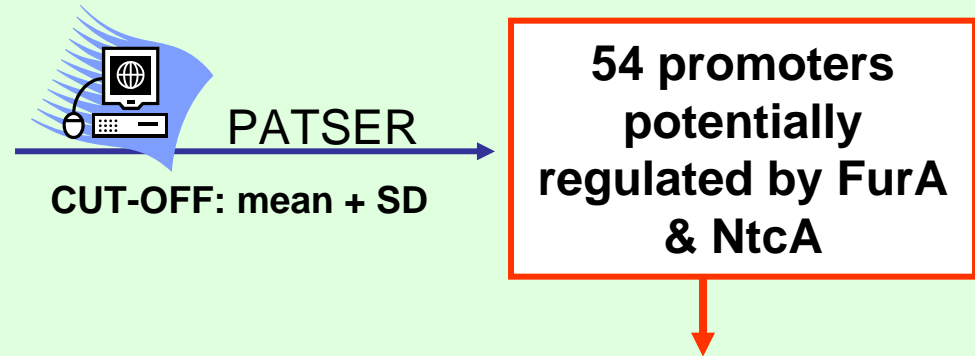 PATSER
CUT-OFF: mean + SD
54 promoters
potentially
regulated by FurA
& NtcA